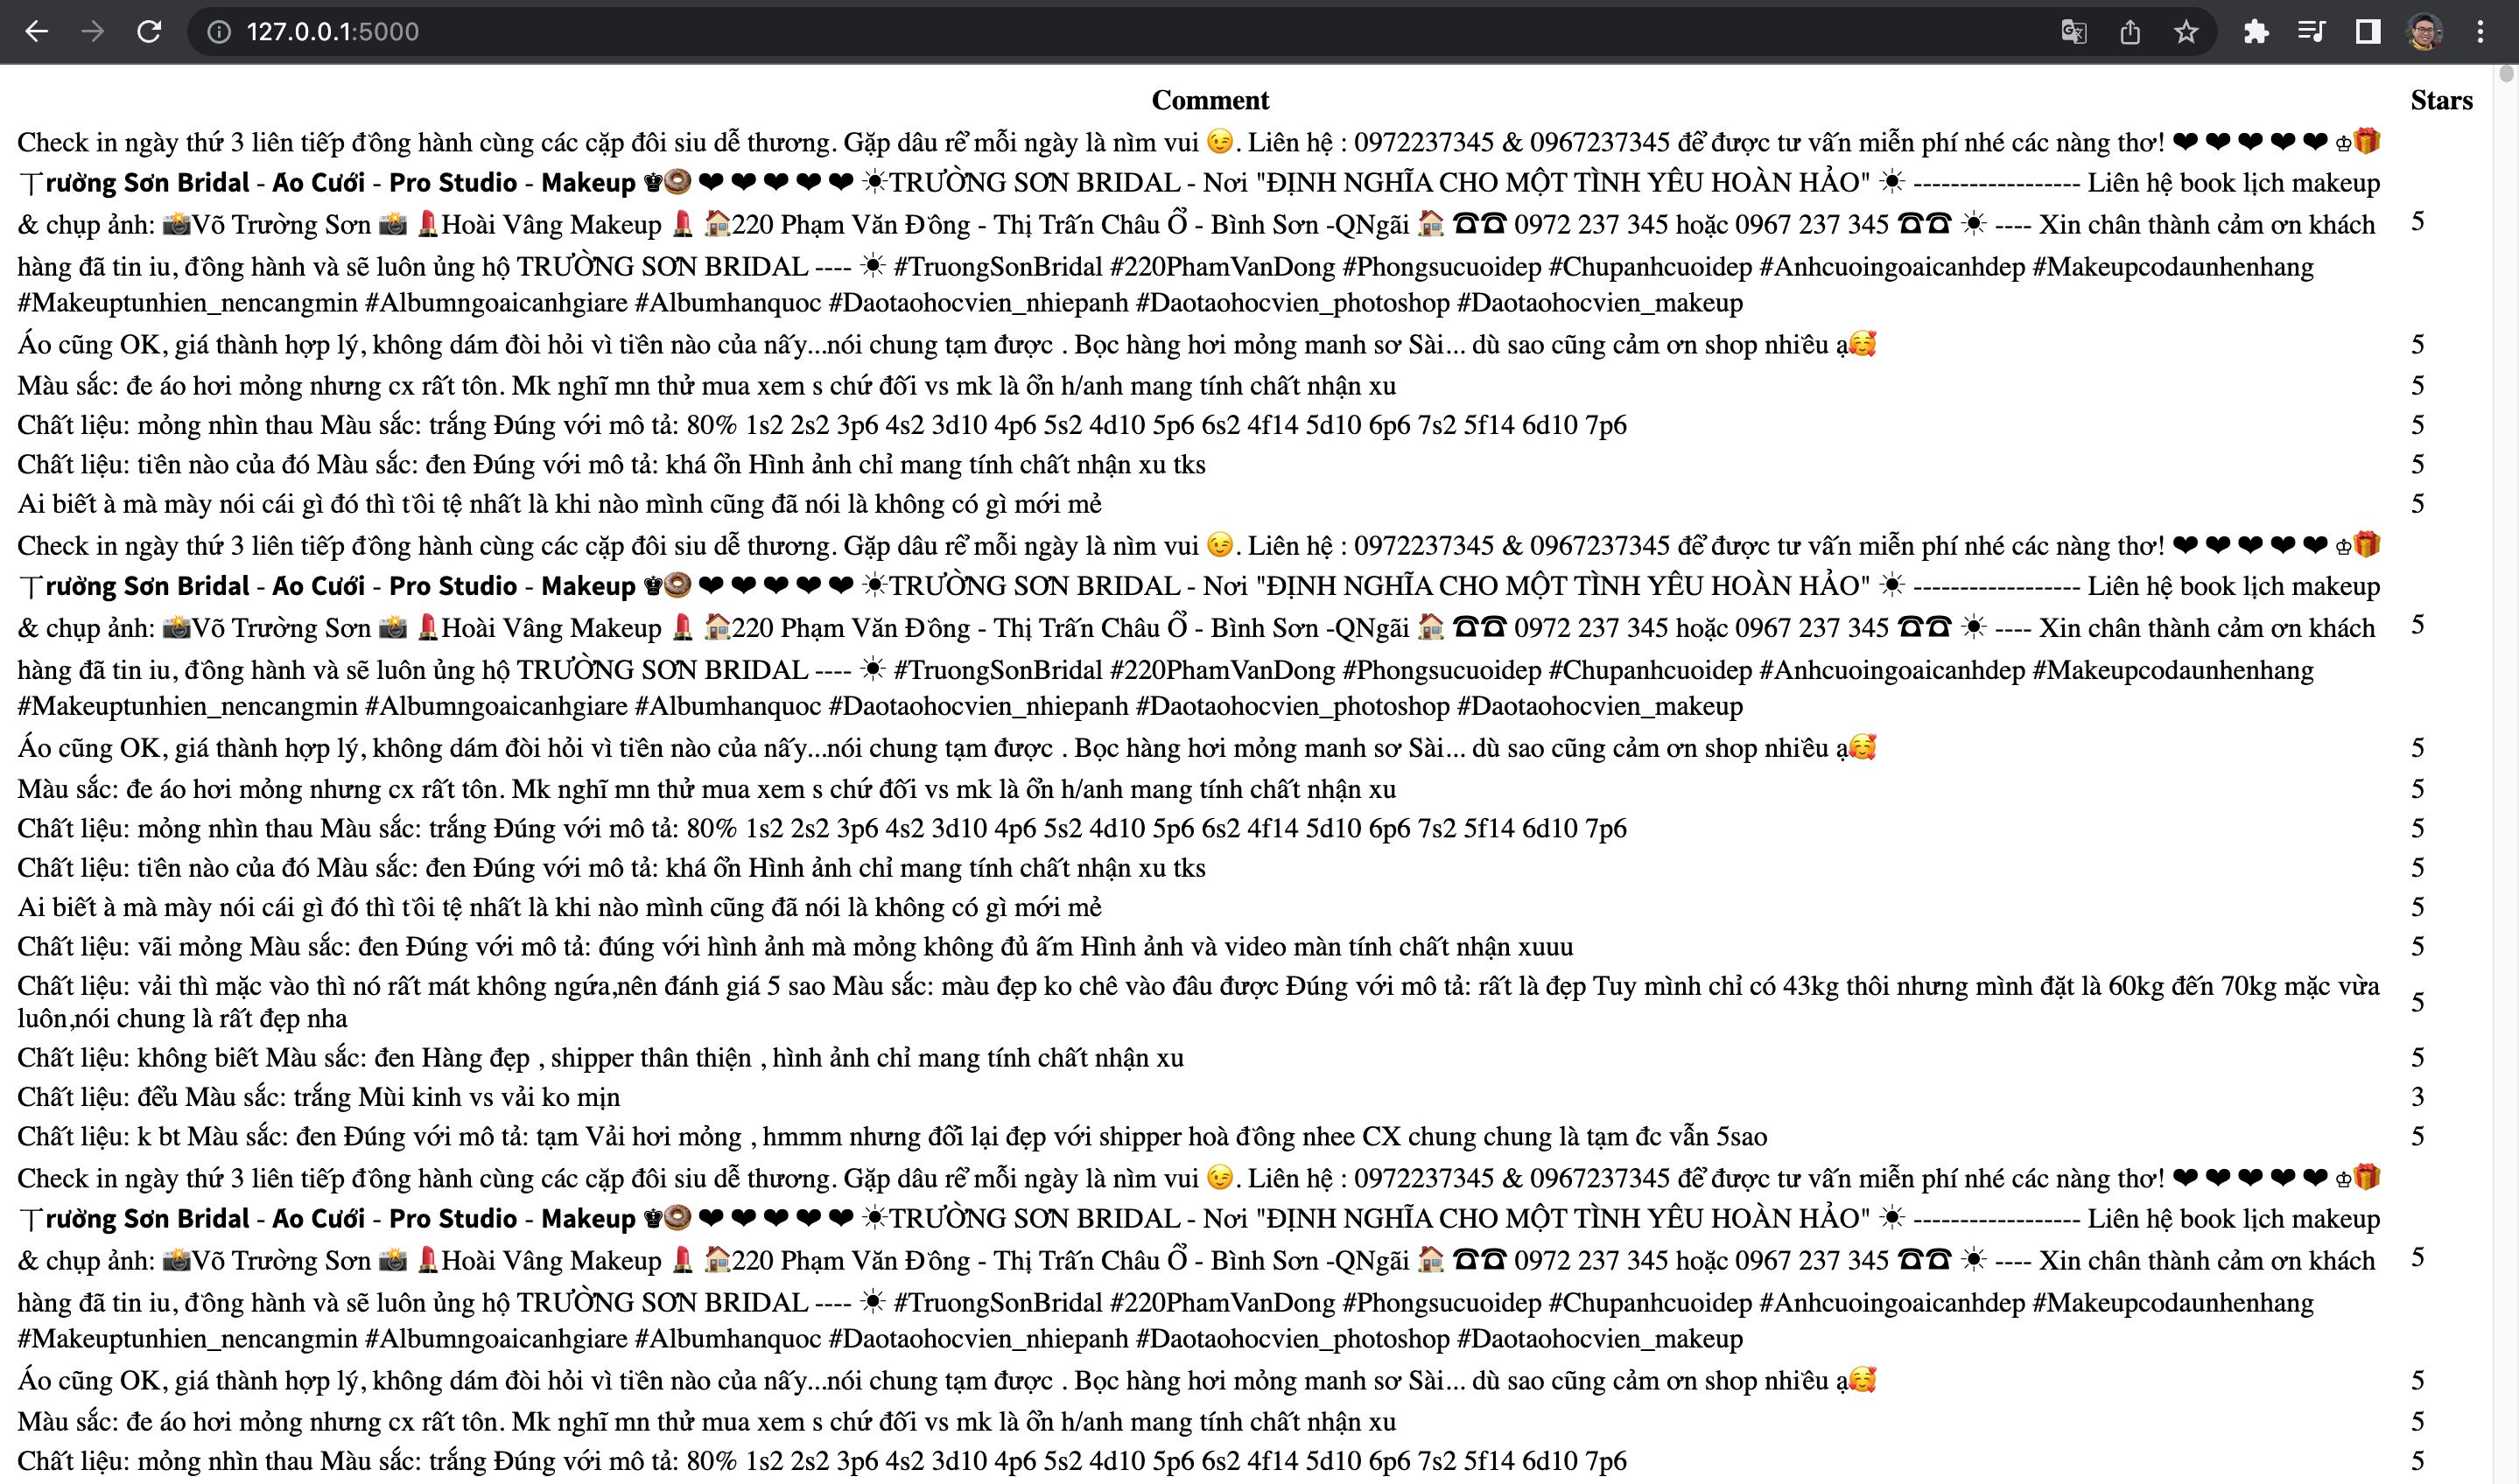 127.0.0.1:5000
Comment Stars
Check in ngày thứ 3 liên tiếp đồng hành cùng các cặp đôi siu dễ thương. Gặp dâu rể mỗi ngày là nìm vui 😉. Liên hệ : 0972237345 & 0967237345 để được tư vấn miễn phí nhé các nàng thơ! ❤ ❤ ❤ ❤ ❤ ♔🎁
丅rường Sơn Bridal - Áo Cưới - Pro Studio - Makeup ♚🍩 ❤ ❤ ❤ ❤ ❤ ☀TRƯỜNG SƠN BRIDAL - Nơi "ĐỊNH NGHĨA CHO MỘT TÌNH YÊU HOÀN HẢO" ☀ ------------------ Liên hệ book lịch makeup
& chụp ảnh: 📸Võ Trường Sơn 📸 💄Hoài Vâng Makeup 💄 🏠220 Phạm Văn Đồng - Thị Trấn Châu Ổ - Bình Sơn -QNgãi 🏠 ☎☎ 0972 237 345 hoặc 0967 237 345 ☎☎ ☀ ---- Xin chân thành cảm ơn khách 5
hàng đã tin iu, đồng hành và sẽ luôn ủng hộ TRƯỜNG SƠN BRIDAL ---- ☀ #TruongSonBridal #220PhamVanDong #Phongsucuoidep #Chupanhcuoidep #Anhcuoingoaicanhdep #Makeupcodaunhenhang
#Makeuptunhien_nencangmin #Albumngoaicanhgiare #Albumhanquoc #Daotaohocvien_nhiepanh #Daotaohocvien_photoshop #Daotaohocvien_makeup
Áo cũng OK, giá thành hợp lý, không dám đòi hỏi vì tiền nào của nấy...nói chung tạm được . Bọc hàng hơi mỏng manh sơ Sài... dù sao cũng cảm ơn shop nhiều ạ🥰 5
Màu sắc: đe áo hơi mỏng nhưng cx rất tôn. Mk nghĩ mn thử mua xem s chứ đối vs mk là ổn h/anh mang tính chất nhận xu 5
Chất liệu: mỏng nhìn thau Màu sắc: trắng Đúng với mô tả: 80% 1s2 2s2 3p6 4s2 3d10 4p6 5s2 4d10 5p6 6s2 4f14 5d10 6p6 7s2 5f14 6d10 7p6 5
Chất liệu: tiền nào của đó Màu sắc: đen Đúng với mô tả: khá ổn Hình ảnh chỉ mang tính chất nhận xu tks 5
Ai biết à mà mày nói cái gì đó thì tồi tệ nhất là khi nào mình cũng đã nói là không có gì mới mẻ 5
Check in ngày thứ 3 liên tiếp đồng hành cùng các cặp đôi siu dễ thương. Gặp dâu rể mỗi ngày là nìm vui 😉. Liên hệ : 0972237345 & 0967237345 để được tư vấn miễn phí nhé các nàng thơ! ❤ ❤ ❤ ❤ ❤ ♔🎁
丅rường Sơn Bridal - Áo Cưới - Pro Studio - Makeup ♚🍩 ❤ ❤ ❤ ❤ ❤ ☀TRƯỜNG SƠN BRIDAL - Nơi "ĐỊNH NGHĨA CHO MỘT TÌNH YÊU HOÀN HẢO" ☀ ------------------ Liên hệ book lịch makeup
& chụp ảnh: 📸Võ Trường Sơn 📸 💄Hoài Vâng Makeup 💄 🏠220 Phạm Văn Đồng - Thị Trấn Châu Ổ - Bình Sơn -QNgãi 🏠 ☎☎ 0972 237 345 hoặc 0967 237 345 ☎☎ ☀ ---- Xin chân thành cảm ơn khách 5
hàng đã tin iu, đồng hành và sẽ luôn ủng hộ TRƯỜNG SƠN BRIDAL ---- ☀ #TruongSonBridal #220PhamVanDong #Phongsucuoidep #Chupanhcuoidep #Anhcuoingoaicanhdep #Makeupcodaunhenhang
#Makeuptunhien_nencangmin #Albumngoaicanhgiare #Albumhanquoc #Daotaohocvien_nhiepanh #Daotaohocvien_photoshop #Daotaohocvien_makeup
Áo cũng OK, giá thành hợp lý, không dám đòi hỏi vì tiền nào của nấy...nói chung tạm được . Bọc hàng hơi mỏng manh sơ Sài... dù sao cũng cảm ơn shop nhiều ạ🥰 5
Màu sắc: đe áo hơi mỏng nhưng cx rất tôn. Mk nghĩ mn thử mua xem s chứ đối vs mk là ổn h/anh mang tính chất nhận xu 5
Chất liệu: mỏng nhìn thau Màu sắc: trắng Đúng với mô tả: 80% 1s2 2s2 3p6 4s2 3d10 4p6 5s2 4d10 5p6 6s2 4f14 5d10 6p6 7s2 5f14 6d10 7p6 5
Chất liệu: tiền nào của đó Màu sắc: đen Đúng với mô tả: khá ổn Hình ảnh chỉ mang tính chất nhận xu tks 5
Ai biết à mà mày nói cái gì đó thì tồi tệ nhất là khi nào mình cũng đã nói là không có gì mới mẻ 5
Chất liệu: vãi mỏng Màu sắc: đen Đúng với mô tả: đúng với hình ảnh mà mỏng không đủ ấm Hình ảnh và video màn tính chất nhận xuuu 5
Chất liệu: vải thì mặc vào thì nó rất mát không ngứa,nên đánh giá 5 sao Màu sắc: màu đẹp ko chê vào đâu được Đúng với mô tả: rất là đẹp Tuy mình chỉ có 43kg thôi nhưng mình đặt là 60kg đến 70kg mặc vừa 5
luôn,nói chung là rất đẹp nha
Chất liệu: không biết Màu sắc: đen Hàng đẹp , shipper thân thiện , hình ảnh chỉ mang tính chất nhận xu 5
Chất liệu: đểu Màu sắc: trắng Mùi kinh vs vải ko mịn 3
Chất liệu: k bt Màu sắc: đen Đúng với mô tả: tạm Vải hơi mỏng , hmmm nhưng đổi lại đẹp với shipper hoà đồng nhee CX chung chung là tạm đc vẫn 5sao 5
Check in ngày thứ 3 liên tiếp đồng hành cùng các cặp đôi siu dễ thương. Gặp dâu rể mỗi ngày là nìm vui 😉. Liên hệ : 0972237345 & 0967237345 để được tư vấn miễn phí nhé các nàng thơ! ❤ ❤ ❤ ❤ ❤ ♔🎁
丅rường Sơn Bridal - Áo Cưới - Pro Studio - Makeup ♚🍩 ❤ ❤ ❤ ❤ ❤ ☀TRƯỜNG SƠN BRIDAL - Nơi "ĐỊNH NGHĨA CHO MỘT TÌNH YÊU HOÀN HẢO" ☀ ------------------ Liên hệ book lịch makeup
& chụp ảnh: 📸Võ Trường Sơn 📸 💄Hoài Vâng Makeup 💄 🏠220 Phạm Văn Đồng - Thị Trấn Châu Ổ - Bình Sơn -QNgãi 🏠 ☎☎ 0972 237 345 hoặc 0967 237 345 ☎☎ ☀ ---- Xin chân thành cảm ơn khách 5
hàng đã tin iu, đồng hành và sẽ luôn ủng hộ TRƯỜNG SƠN BRIDAL ---- ☀ #TruongSonBridal #220PhamVanDong #Phongsucuoidep #Chupanhcuoidep #Anhcuoingoaicanhdep #Makeupcodaunhenhang
#Makeuptunhien_nencangmin #Albumngoaicanhgiare #Albumhanquoc #Daotaohocvien_nhiepanh #Daotaohocvien_photoshop #Daotaohocvien_makeup
Áo cũng OK, giá thành hợp lý, không dám đòi hỏi vì tiền nào của nấy...nói chung tạm được . Bọc hàng hơi mỏng manh sơ Sài... dù sao cũng cảm ơn shop nhiều ạ🥰 5
Màu sắc: đe áo hơi mỏng nhưng cx rất tôn. Mk nghĩ mn thử mua xem s chứ đối vs mk là ổn h/anh mang tính chất nhận xu 5
Chất liệu: mỏng nhìn thau Màu sắc: trắng Đúng với mô tả: 80% 1s2 2s2 3p6 4s2 3d10 4p6 5s2 4d10 5p6 6s2 4f14 5d10 6p6 7s2 5f14 6d10 7p6 5